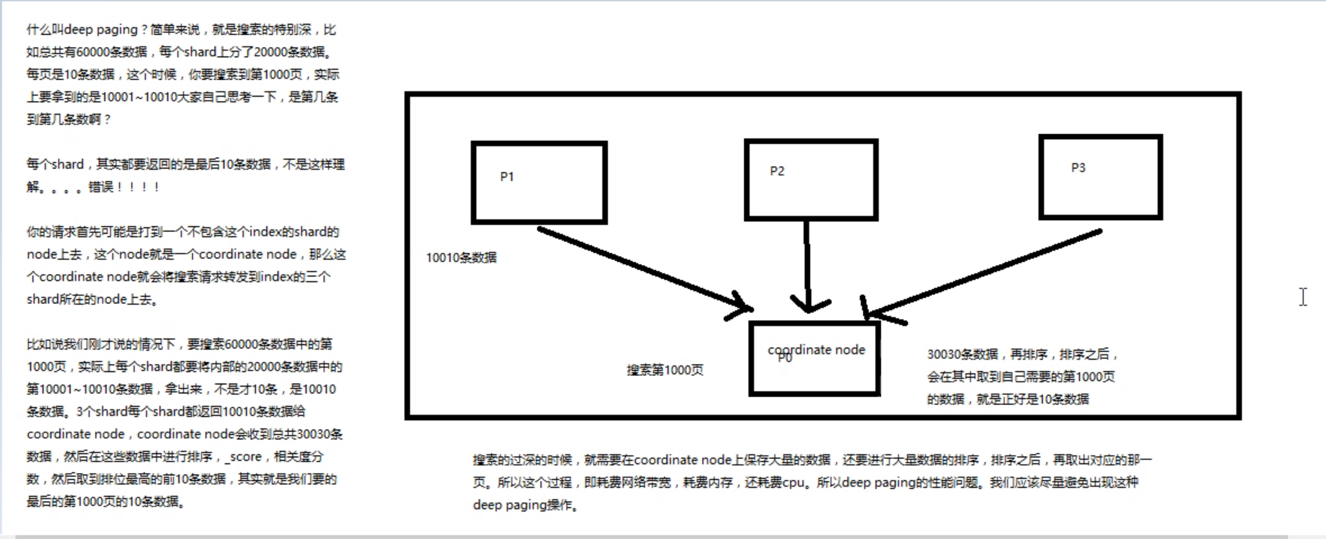 什么叫deep paging？简单来说，就是搜索的特别深，比
如总共有60000条数据，每个shard上分了20000条数据。
每页是10条数据，这个时候，你要搜索到第1000页，实际
上要拿到的是10001~10010大家自己思考一下，是第几条
到第几条数啊？
每个shard，其实都要返回的是最后10条数据，不是这样理
解。。。。错误！！！！
你的请求首先可能是打到一个不包含这个index的shard的
node上去，这个node就是一个coordinate node，那么这
个coordinate node就会将搜索请求转发到index的三个
shard所在的node上去。
比如说我们刚才说的情况下，要搜索60000条数据中的第
1000页，实际上每个shard都要将内部的20000条数据中的
第10001~10010条数据，拿出来，不是才10条，是10010
条数据。3个shard每个shard都返回10010条数据给
coordinate node，coordinate node会收到总共30030条
数据，然后在这些数据中进行排序，_score，相关度分
数，然后取到排位最高的前10条数据，其实就是我们要的
最后的第1000页的10条数据。
P1
P2
P3
10010条数据
coordinate node
P0
搜索第1000页
30030条数据，再排序，排序之后，
会在其中取到自己需要的第1000页
的数据，就是正好是10条数据
搜索的过深的时候，就需要在coordinate node上保存大量的数据，还要进行大量数据的排序，排序之后，再取出对应的那一
页。所以这个过程，即耗费网络带宽，耗费内存，还耗费cpu。所以deep paging的性能问题。我们应该尽量避免出现这种
deep paging操作。